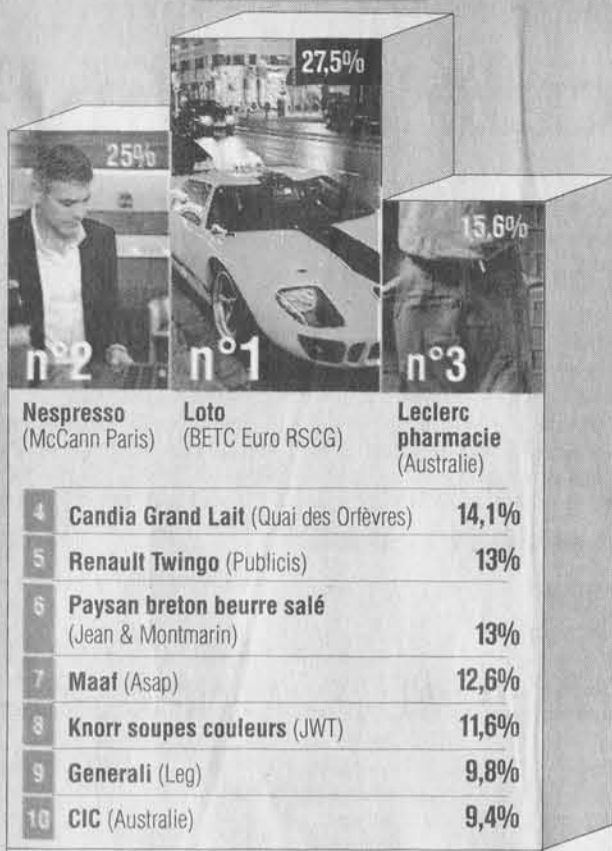 27,5%
25%
15,6%
n°2
n°1
n°3
Nespresso
(McCann Paris)
Loto
(BETC Euro RSCG)
Leclerc
pharmacie
(Australie)
4 Candia Grand Lait (Quai des Orfèvres) 14,1%
5 Renault Twingo (Publicis) 13%
6 Paysan breton beurre salé
(Jean & Montmarin) 13%
7 Maaf (Asap) 12,6%
8 Knorr soupes couleurs (JWT) 11,6%
9 Generali (Leg) 9,8%
10 CIC (Australie) 9,4%